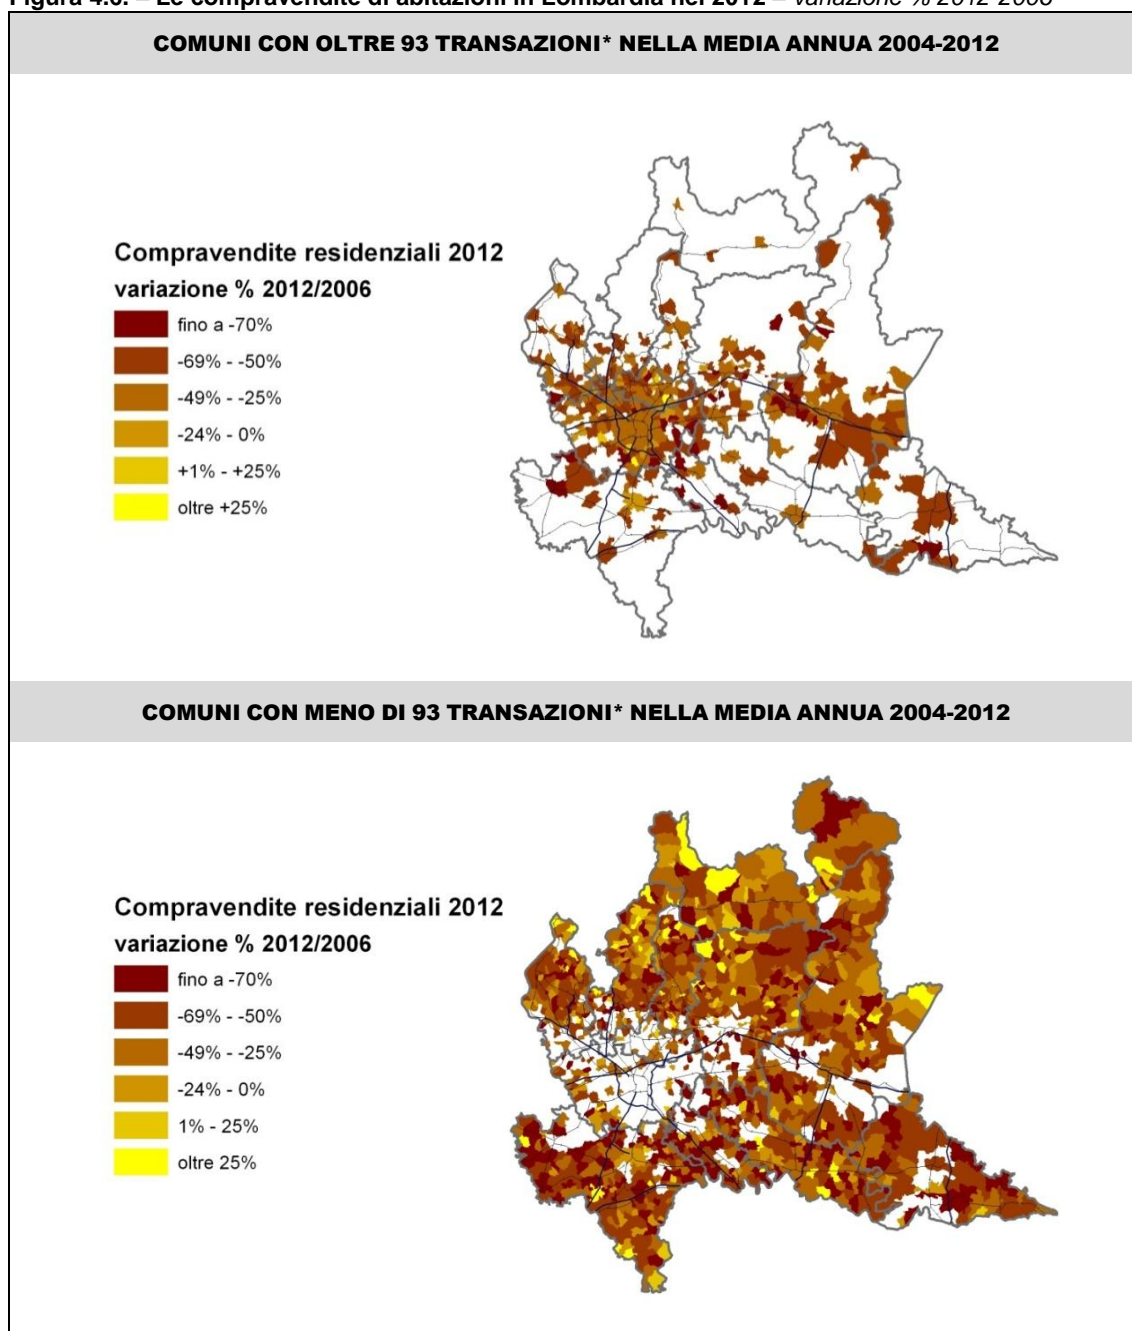 Figura 4.6. – Le compravendite di abitazioni in Lombardia nel 2012 – variazione % 2012-2006
COMUNI CON OLTRE 93 TRANSAZIONI* NELLA MEDIA ANNUA 2004-2012
Compravendite residenziali 2012
variazione % 2012/2006
fino a -70%
-69% - -50%
-49% - -25%
-24% - 0%
+1% - +25%
oltre +25%
COMUNI CON MENO DI 93 TRANSAZIONI* NELLA MEDIA ANNUA 2004-2012
Compravendite residenziali 2012
variazione % 2012/2006
fino a -70%
-69% - -50%
-49% - -25%
-24% - 0%
1% - 25%
oltre 25%